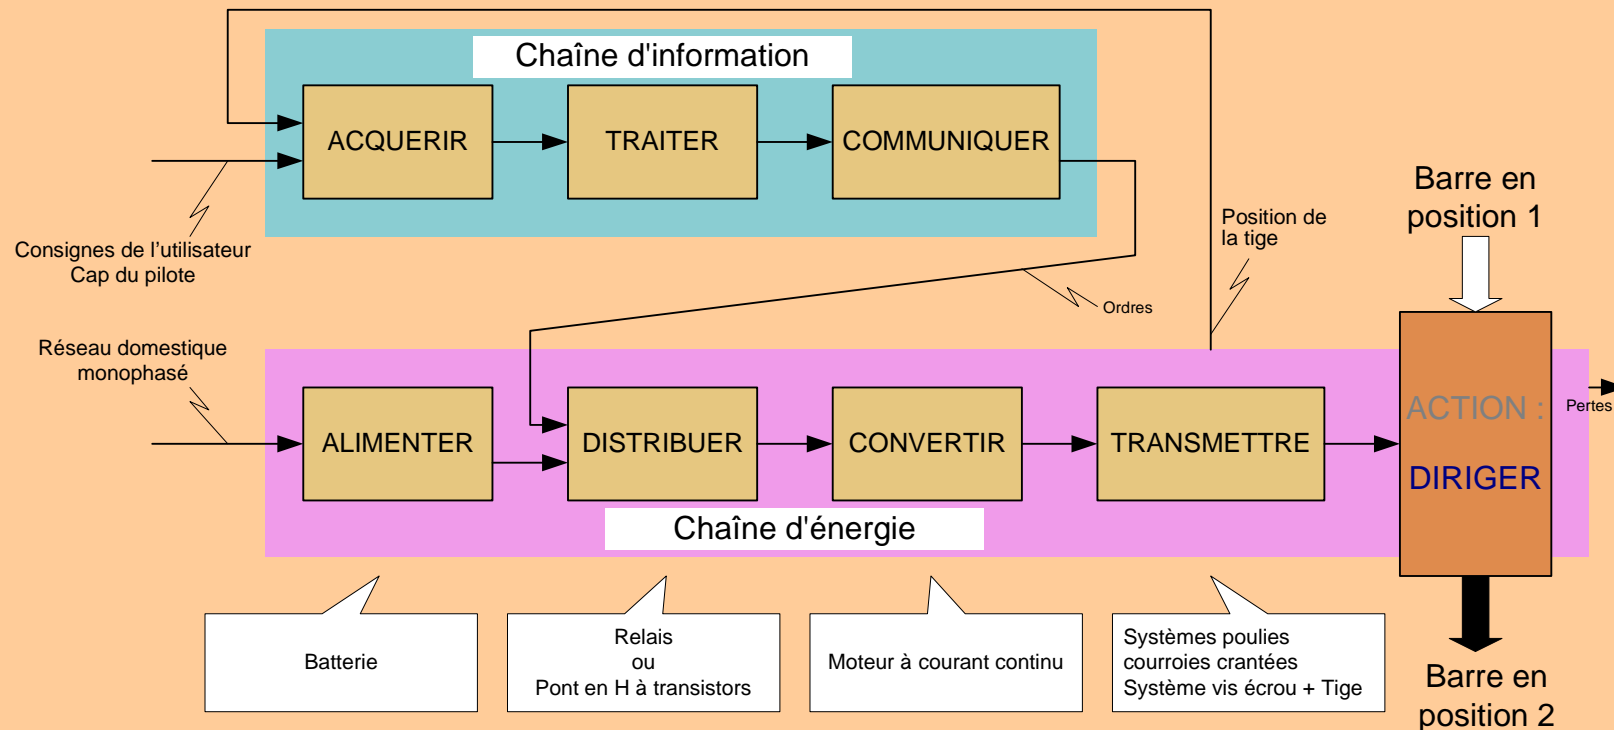 Chaîne d'information
ACQUERIR
TRAITER
COMMUNIQUER
Consignes de l’utilisateur
Cap du pilote
Position de
la tige
Barre en
position 1
Ordres
Réseau domestique
monophasé
ALIMENTER
DISTRIBUER
CONVERTIR
TRANSMETTRE
ACTION :
DIRIGER
Pertes
Chaîne d'énergie
Batterie
Relais
ou
Pont en H à transistors
Moteur à courant continu
Systèmes poulies
courroies crantées
Système vis écrou + Tige
Barre en
position 2